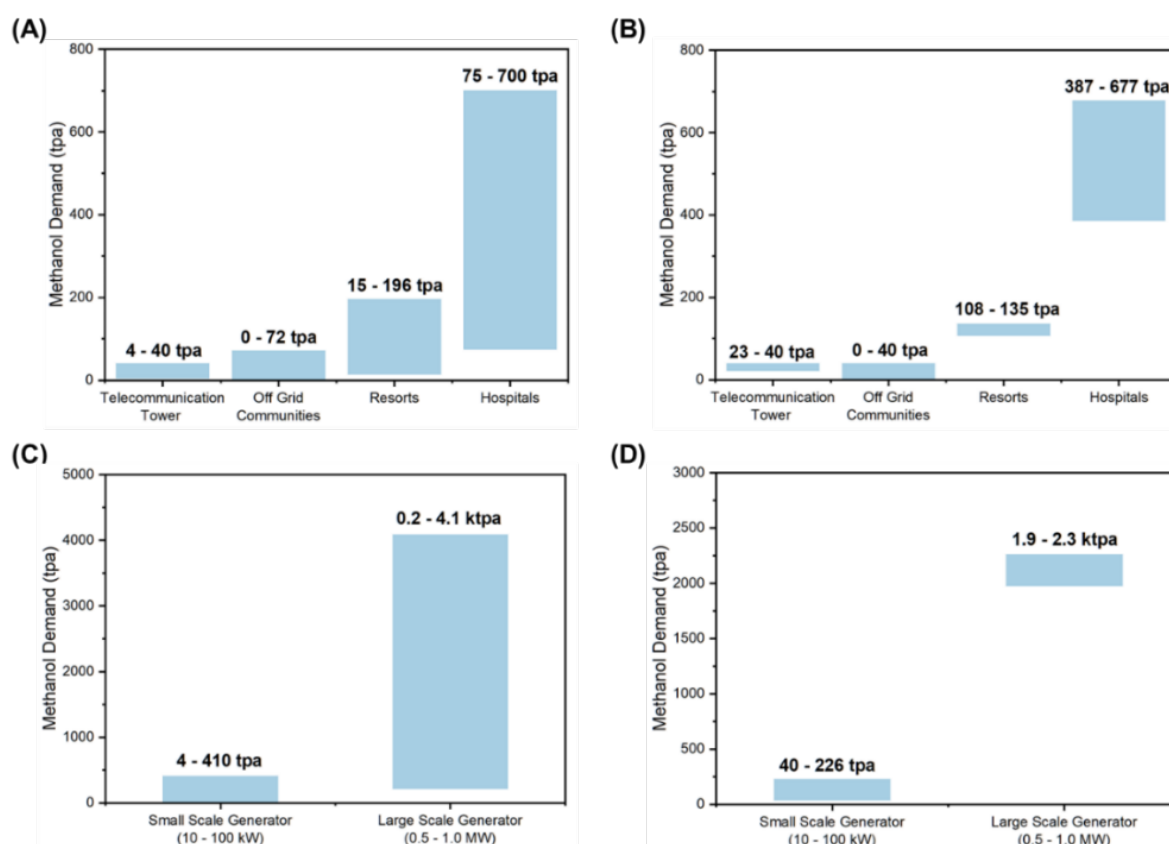 (A)
800
600
400
200
0
Methanol Demand (tpa)
4 - 40 tpa
0 - 72 tpa
15 - 196 tpa
75 - 700 tpa
Telecommunication
Tower
Off Grid
Communities
Resorts
Hospitals
(B)
800
600
400
200
0
Methanol Demand (tpa)
23 - 40 tpa
0 - 40 tpa
108 - 135 tpa
387 - 677 tpa
Telecommunication
Tower
Off Grid
Communities
Resorts
Hospitals
(C)
5000
4000
3000
2000
1000
0
Methanol Demand (tpa)
4 - 410 tpa
0.2 - 4.1 ktpa
Small Scale Generator
(10 - 100 kW)
Large Scale Generator
(0.5 - 1.0 MW)
(D)
3000
2500
2000
1500
1000
500
0
Methanol Demand (tpa)
40 - 226 tpa
1.9 - 2.3 ktpa
Small Scale Generator
(10 - 100 kW)
Large Scale Generator
(0.5 - 1.0 MW)